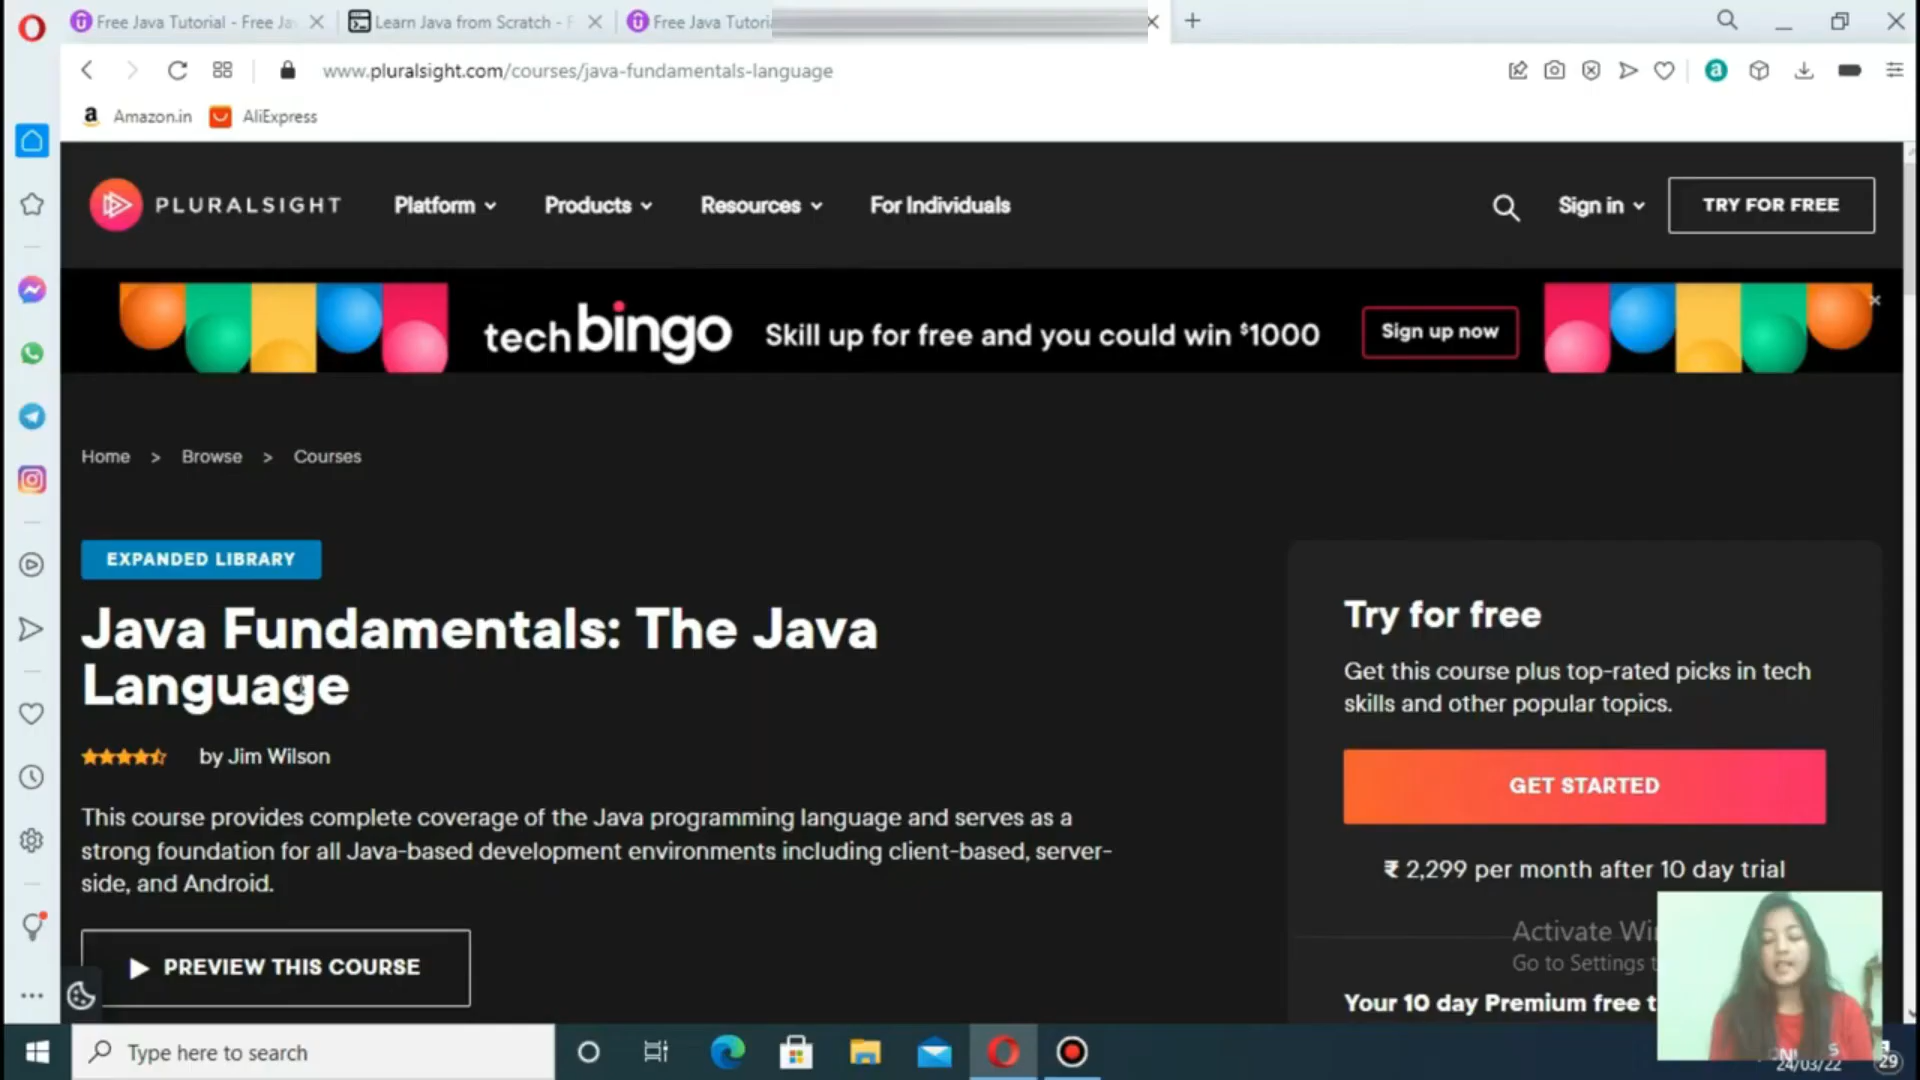 Free Java Tutorial - Free Ja
Learn Java from Scratch - F
Free Java Tutori
www.pluralsight.com/courses/java-fundamentals-language
Amazon.in
AliExpress
PLURALSIGHT
Platform
Products
Resources
For Individuals
Sign in
TRY FOR FREE
tech bingo
Skill up for free and you could win $1000
Sign up now
Home > Browse > Courses
EXPANDED LIBRARY
Java Fundamentals: The Java
Language
by Jim Wilson
This course provides complete coverage of the Java programming language and serves as a
strong foundation for all Java-based development environments including client-based, server-
side, and Android.
PREVIEW THIS COURSE
Try for free
Get this course plus top-rated picks in tech
skills and other popular topics.
GET STARTED
₹ 2,299 per month after 10 day trial
Activate Wi
Go to Settings t
Your 10 day Premium free t
Type here to search
24/03/22
29